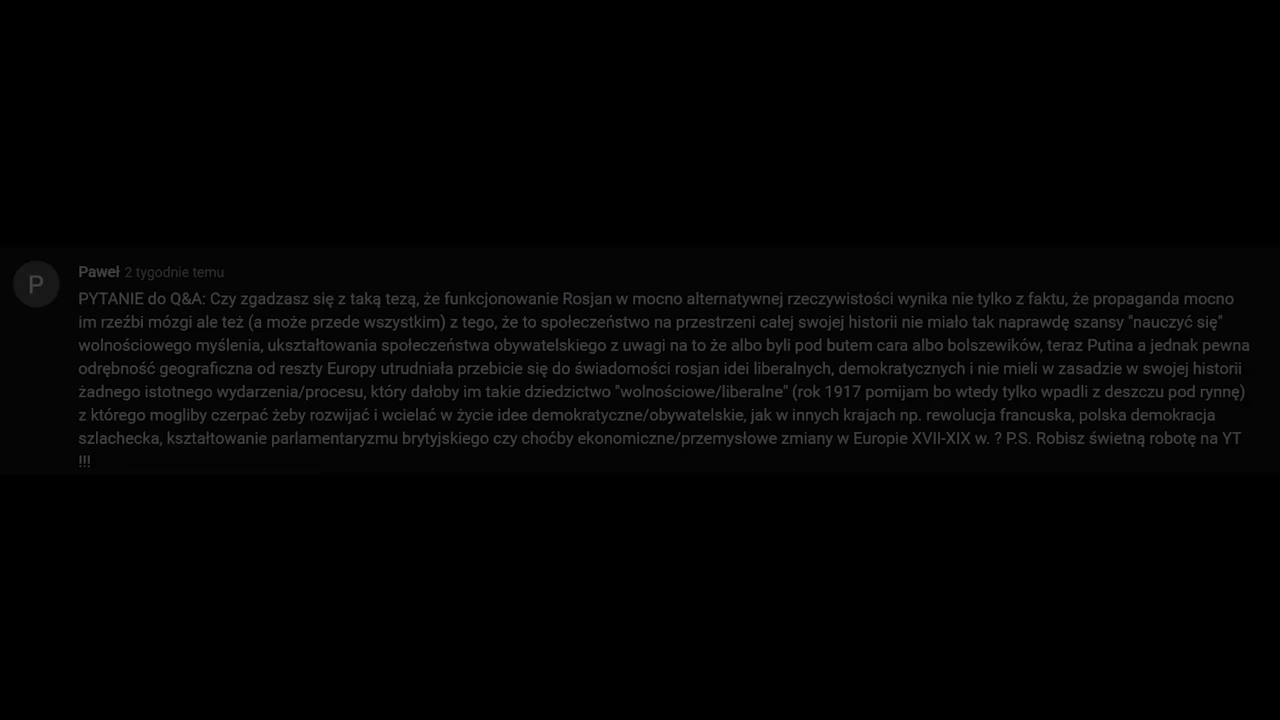 P
Paweł 2 tygodnie temu
PYTANIE do Q&A: Czy zgadzasz się z taką tezą, że funkcjonowanie Rosjan w mocno alternatywnej rzeczywistości wynika nie tylko z faktu, że propaganda mocno
im rzeźbi mózgi ale też (a może przede wszystkim) z tego, że to społeczeństwo na przestrzeni całej swojej historii nie miało tak naprawdę szansy "nauczyć się"
wolnościowego myślenia, ukształtowania społeczeństwa obywatelskiego z uwagi na to że albo byli pod butem cara albo bolszewików, teraz Putina a jednak pewna
odrębność geograficzna od reszty Europy utrudniała przebicie się do świadomości rosjan idei liberalnych, demokratycznych i nie mieli w zasadzie w swojej historii
żadnego istotnego wydarzenia/procesu, który dałoby im takie dziedzictwo "wolnościowe/liberalne" (rok 1917 pomijam bo wtedy tylko wpadli z deszczu pod rynnę)
z którego mogliby czerpać żeby rozwijać i wcielać w życie idee demokratyczne/obywatelskie, jak w innych krajach np. rewolucja francuska, polska demokracja
szlachecka, kształtowanie parlamentaryzmu brytyjskiego czy choćby ekonomiczne/przemysłowe zmiany w Europie XVII-XIX w. ? P.S. Robisz świetną robotę na YT
!!!